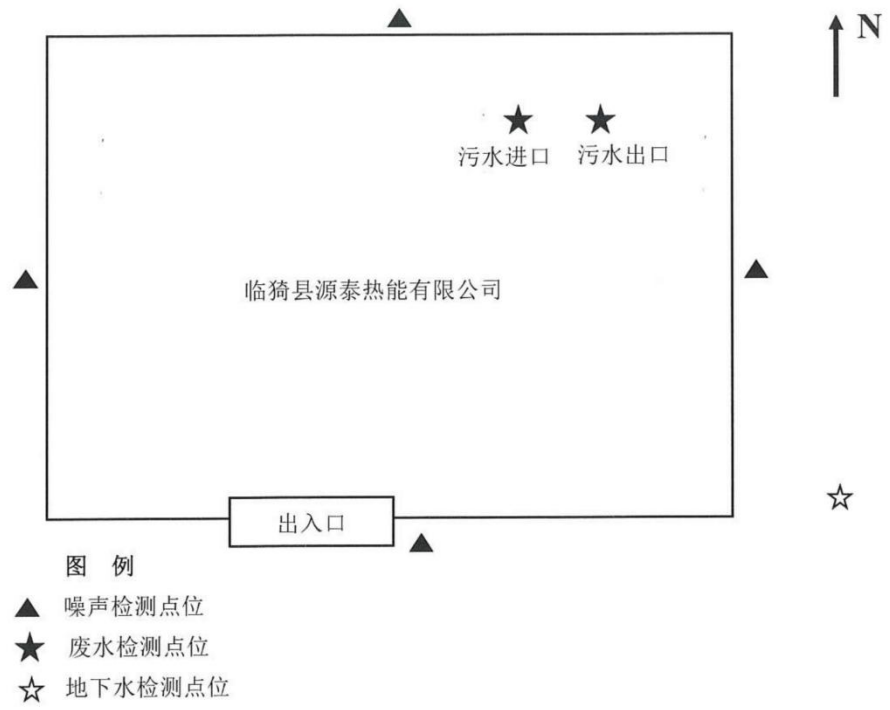 N
污水进口 污水出口
临猗县源泰热能有限公司
出入口
图 例
噪声检测点位
废水检测点位
地下水检测点位